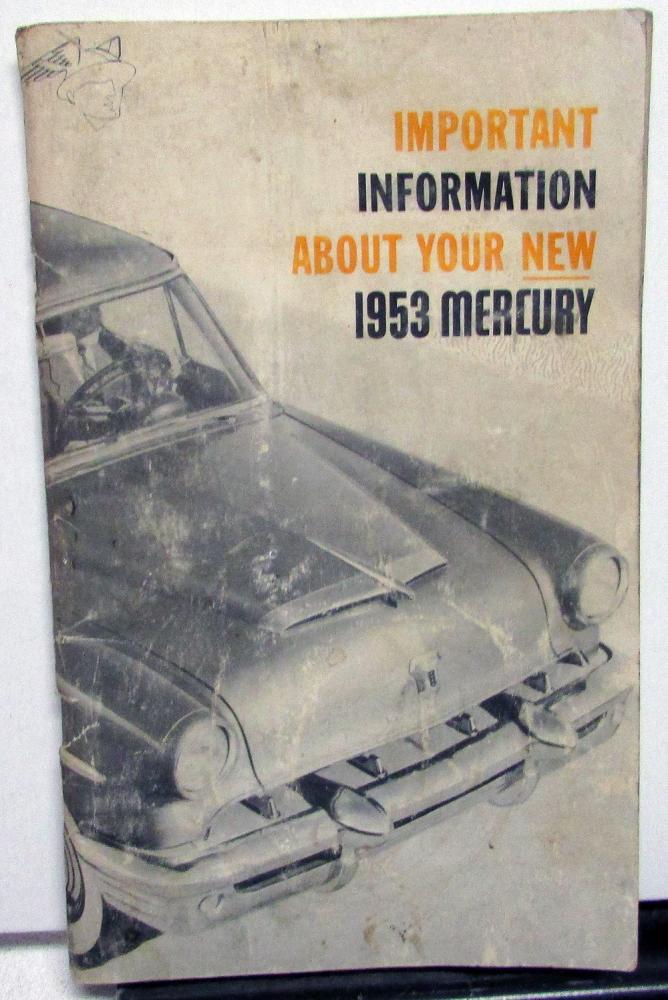 IMPORTANT
INFORMATION
ABOUT YOUR NEW
1953 MERCURY